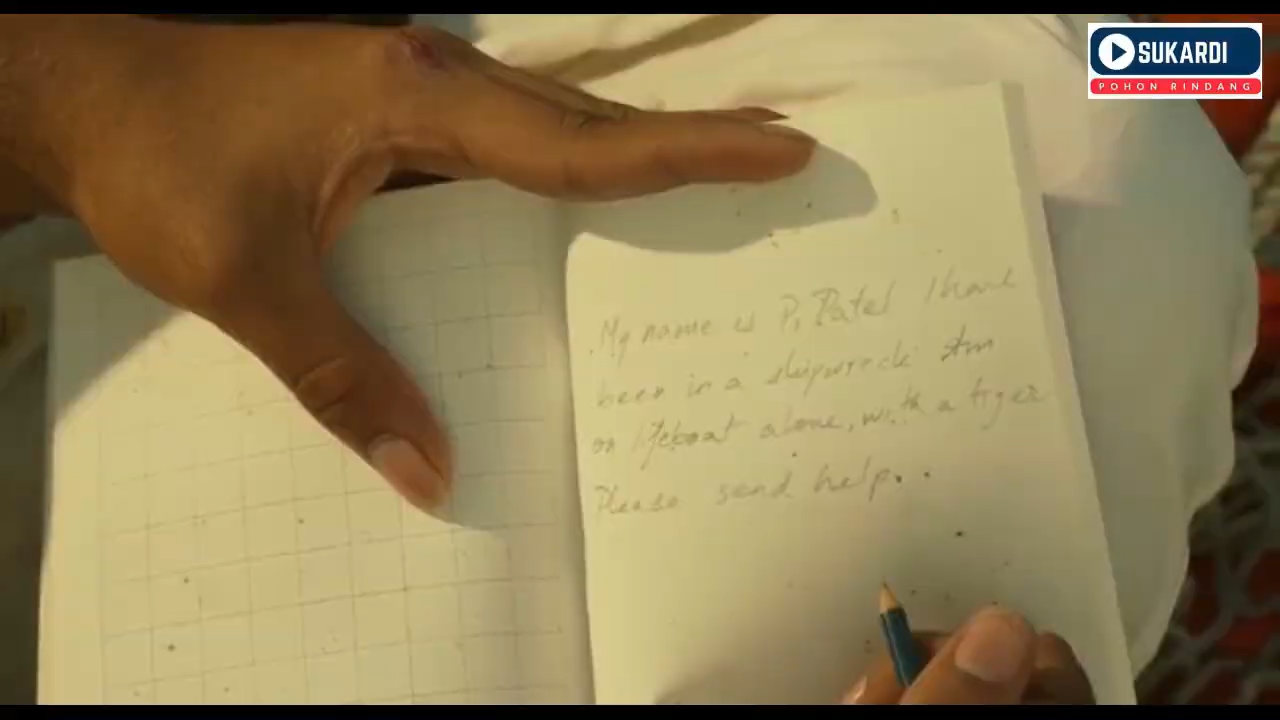 SUKARDI
POHON RINDANG
My name is P. Patel I have
been in a shipwreck I'm
on lifeboat alone, with a tiger
Please send help..